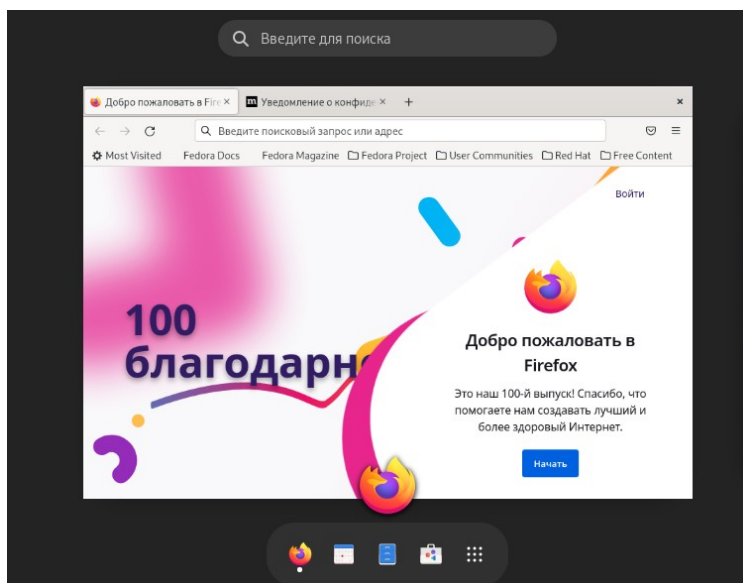 Введите для поиска
Добро пожаловать в Fire
Уведомление о конфиде
Введите поисковый запрос или адрес
Most Visited Fedora Docs Fedora Magazine Fedora Project User Communities Red Hat Free Content
Войти
100
благодарно
Добро пожаловать в
Firefox
Это наш 100-й выпуск! Спасибо, что
помогаете нам создавать лучший и
более здоровый Интернет.
Начать